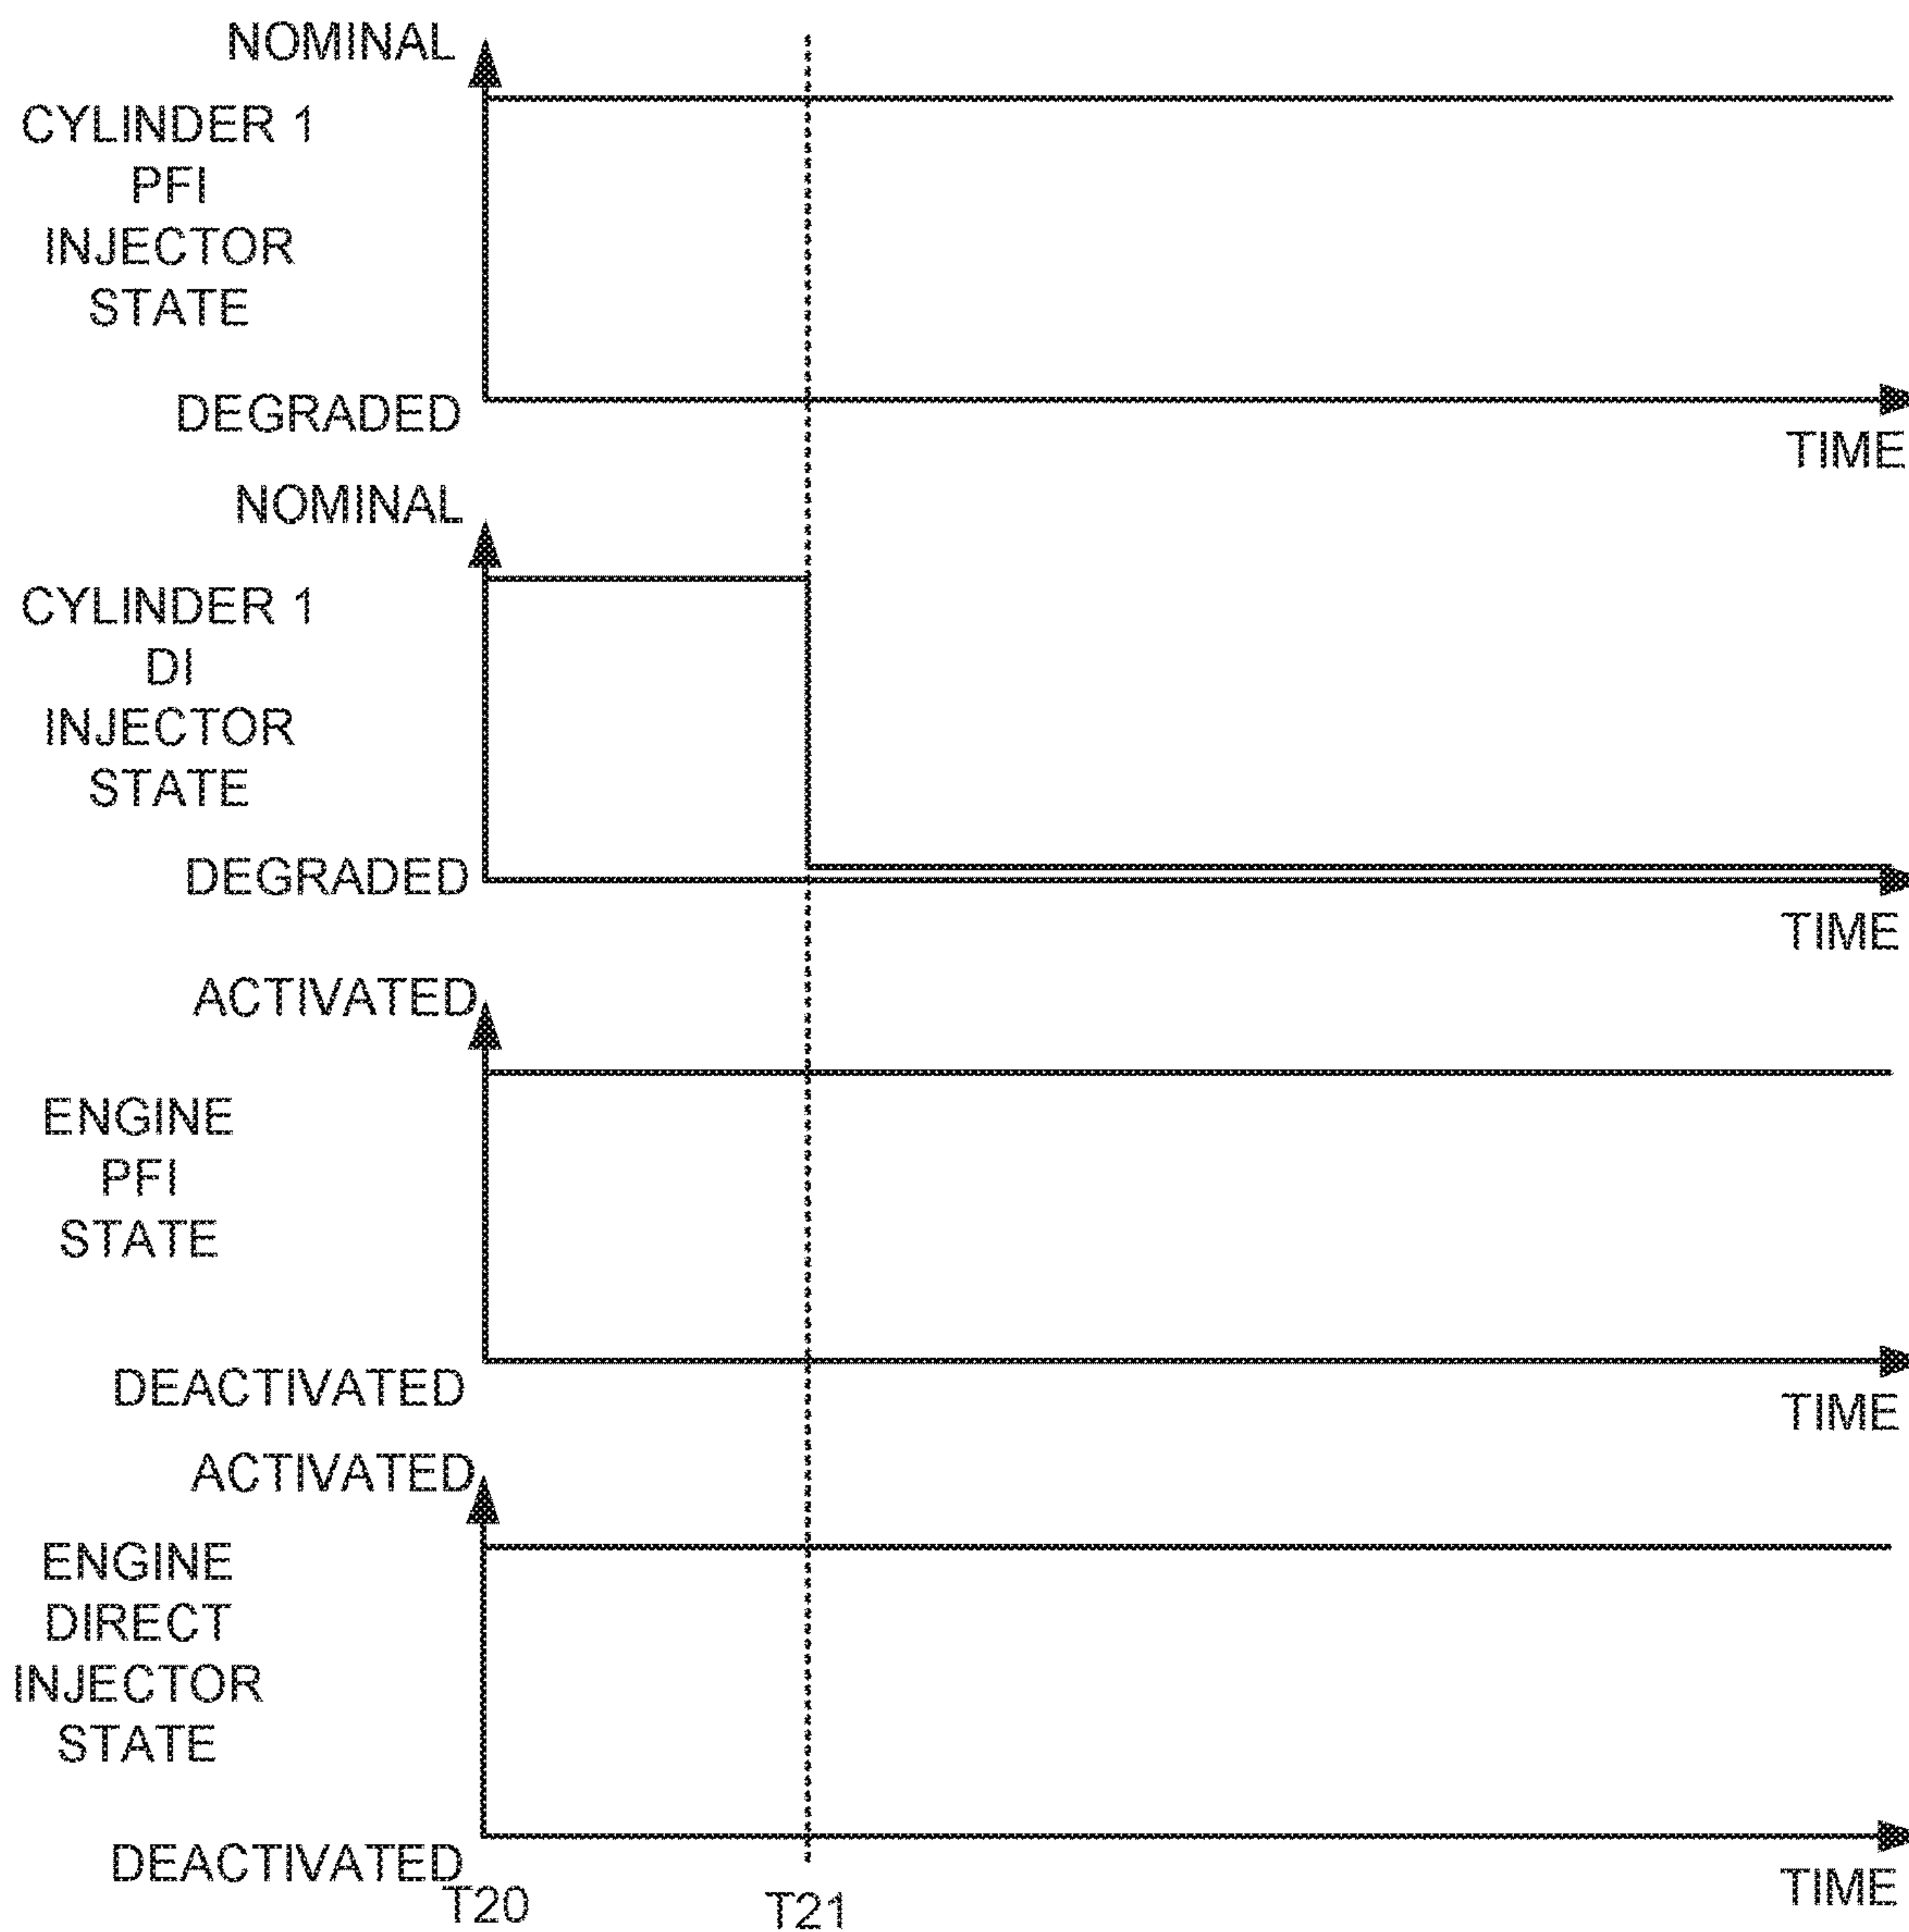 NOMINAL
CYLINDER 1
PFI
INJECTOR
STATE
DEGRADED
TIME
NOMINAL
CYLINDER 1
DI
INJECTOR
STATE
DEGRADED
TIME
ACTIVATED
ENGINE
PFI
STATE
DEACTIVATED
TIME
ACTIVATED
ENGINE
DIRECT
INJECTOR
STATE
DEACTIVATED
TIME
T20
T21